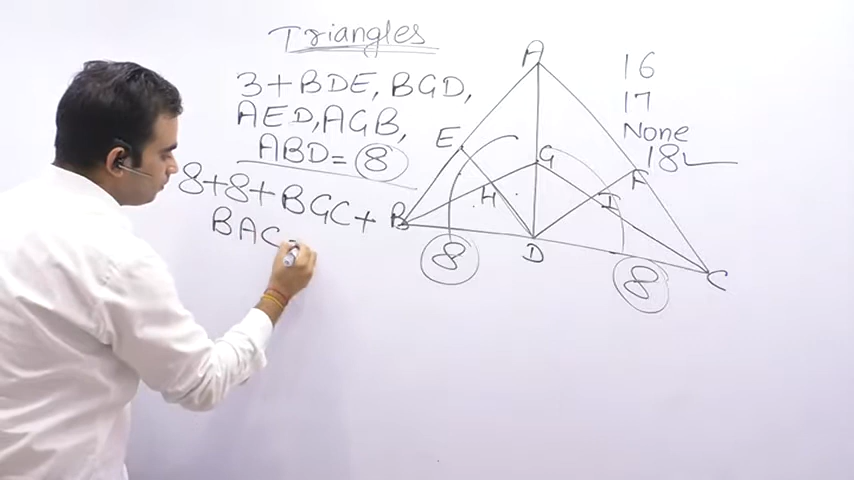 Triangles
3+BDE, BGD,
AED, AGB,
ABD = 8
8+8+BGC+
BAC
16
17
None
18
A
E
G
F
H
I
B
D
C
8
8